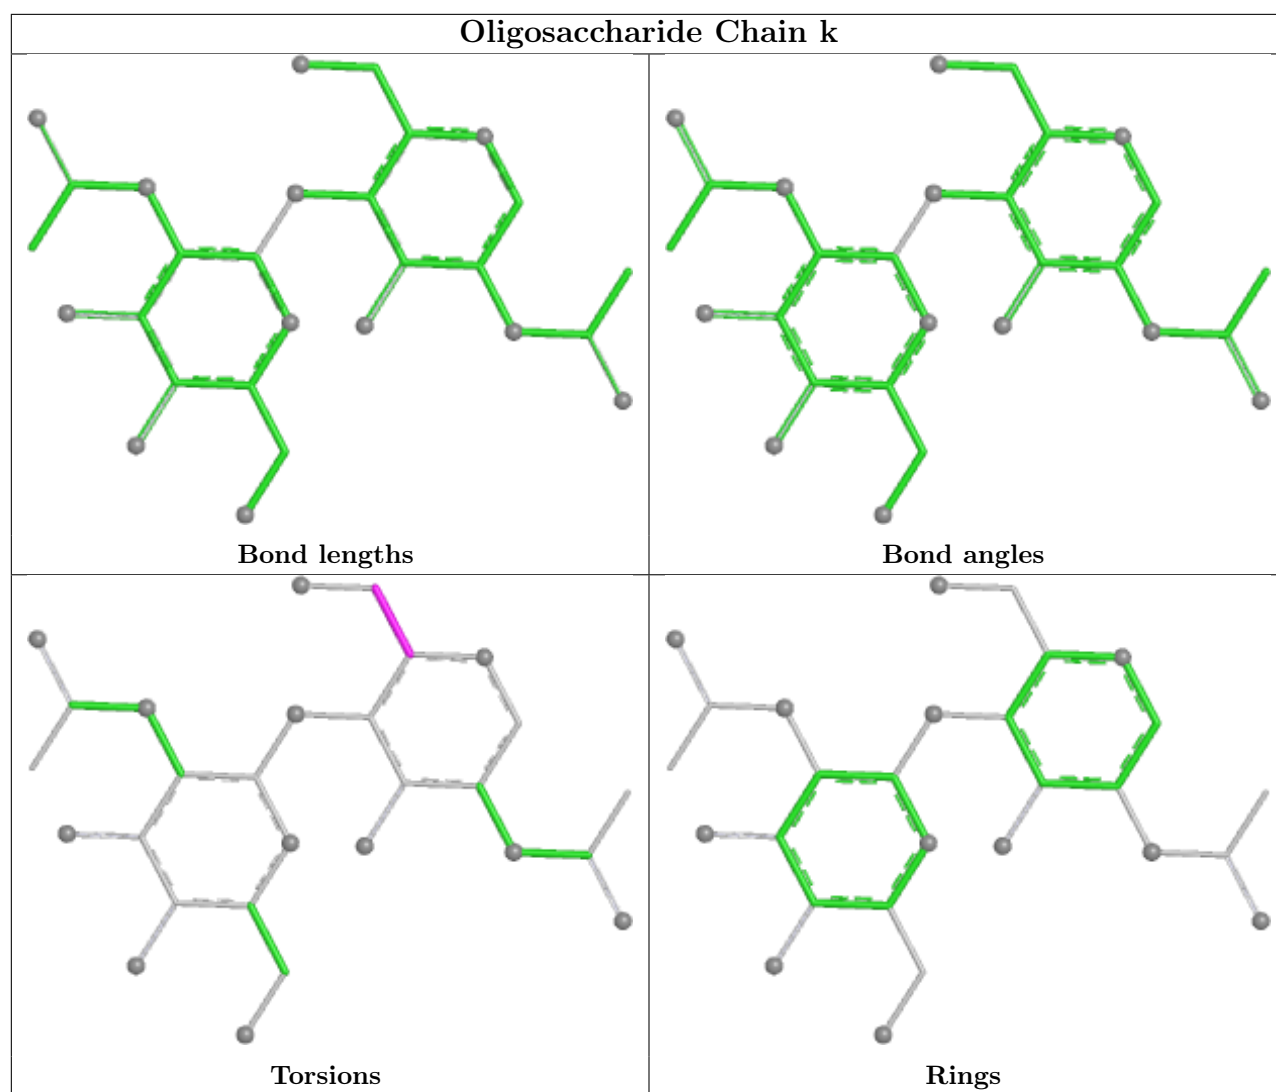 Oligosaccharide Chain k
Bond lengths
Bond angles
Torsions
Rings